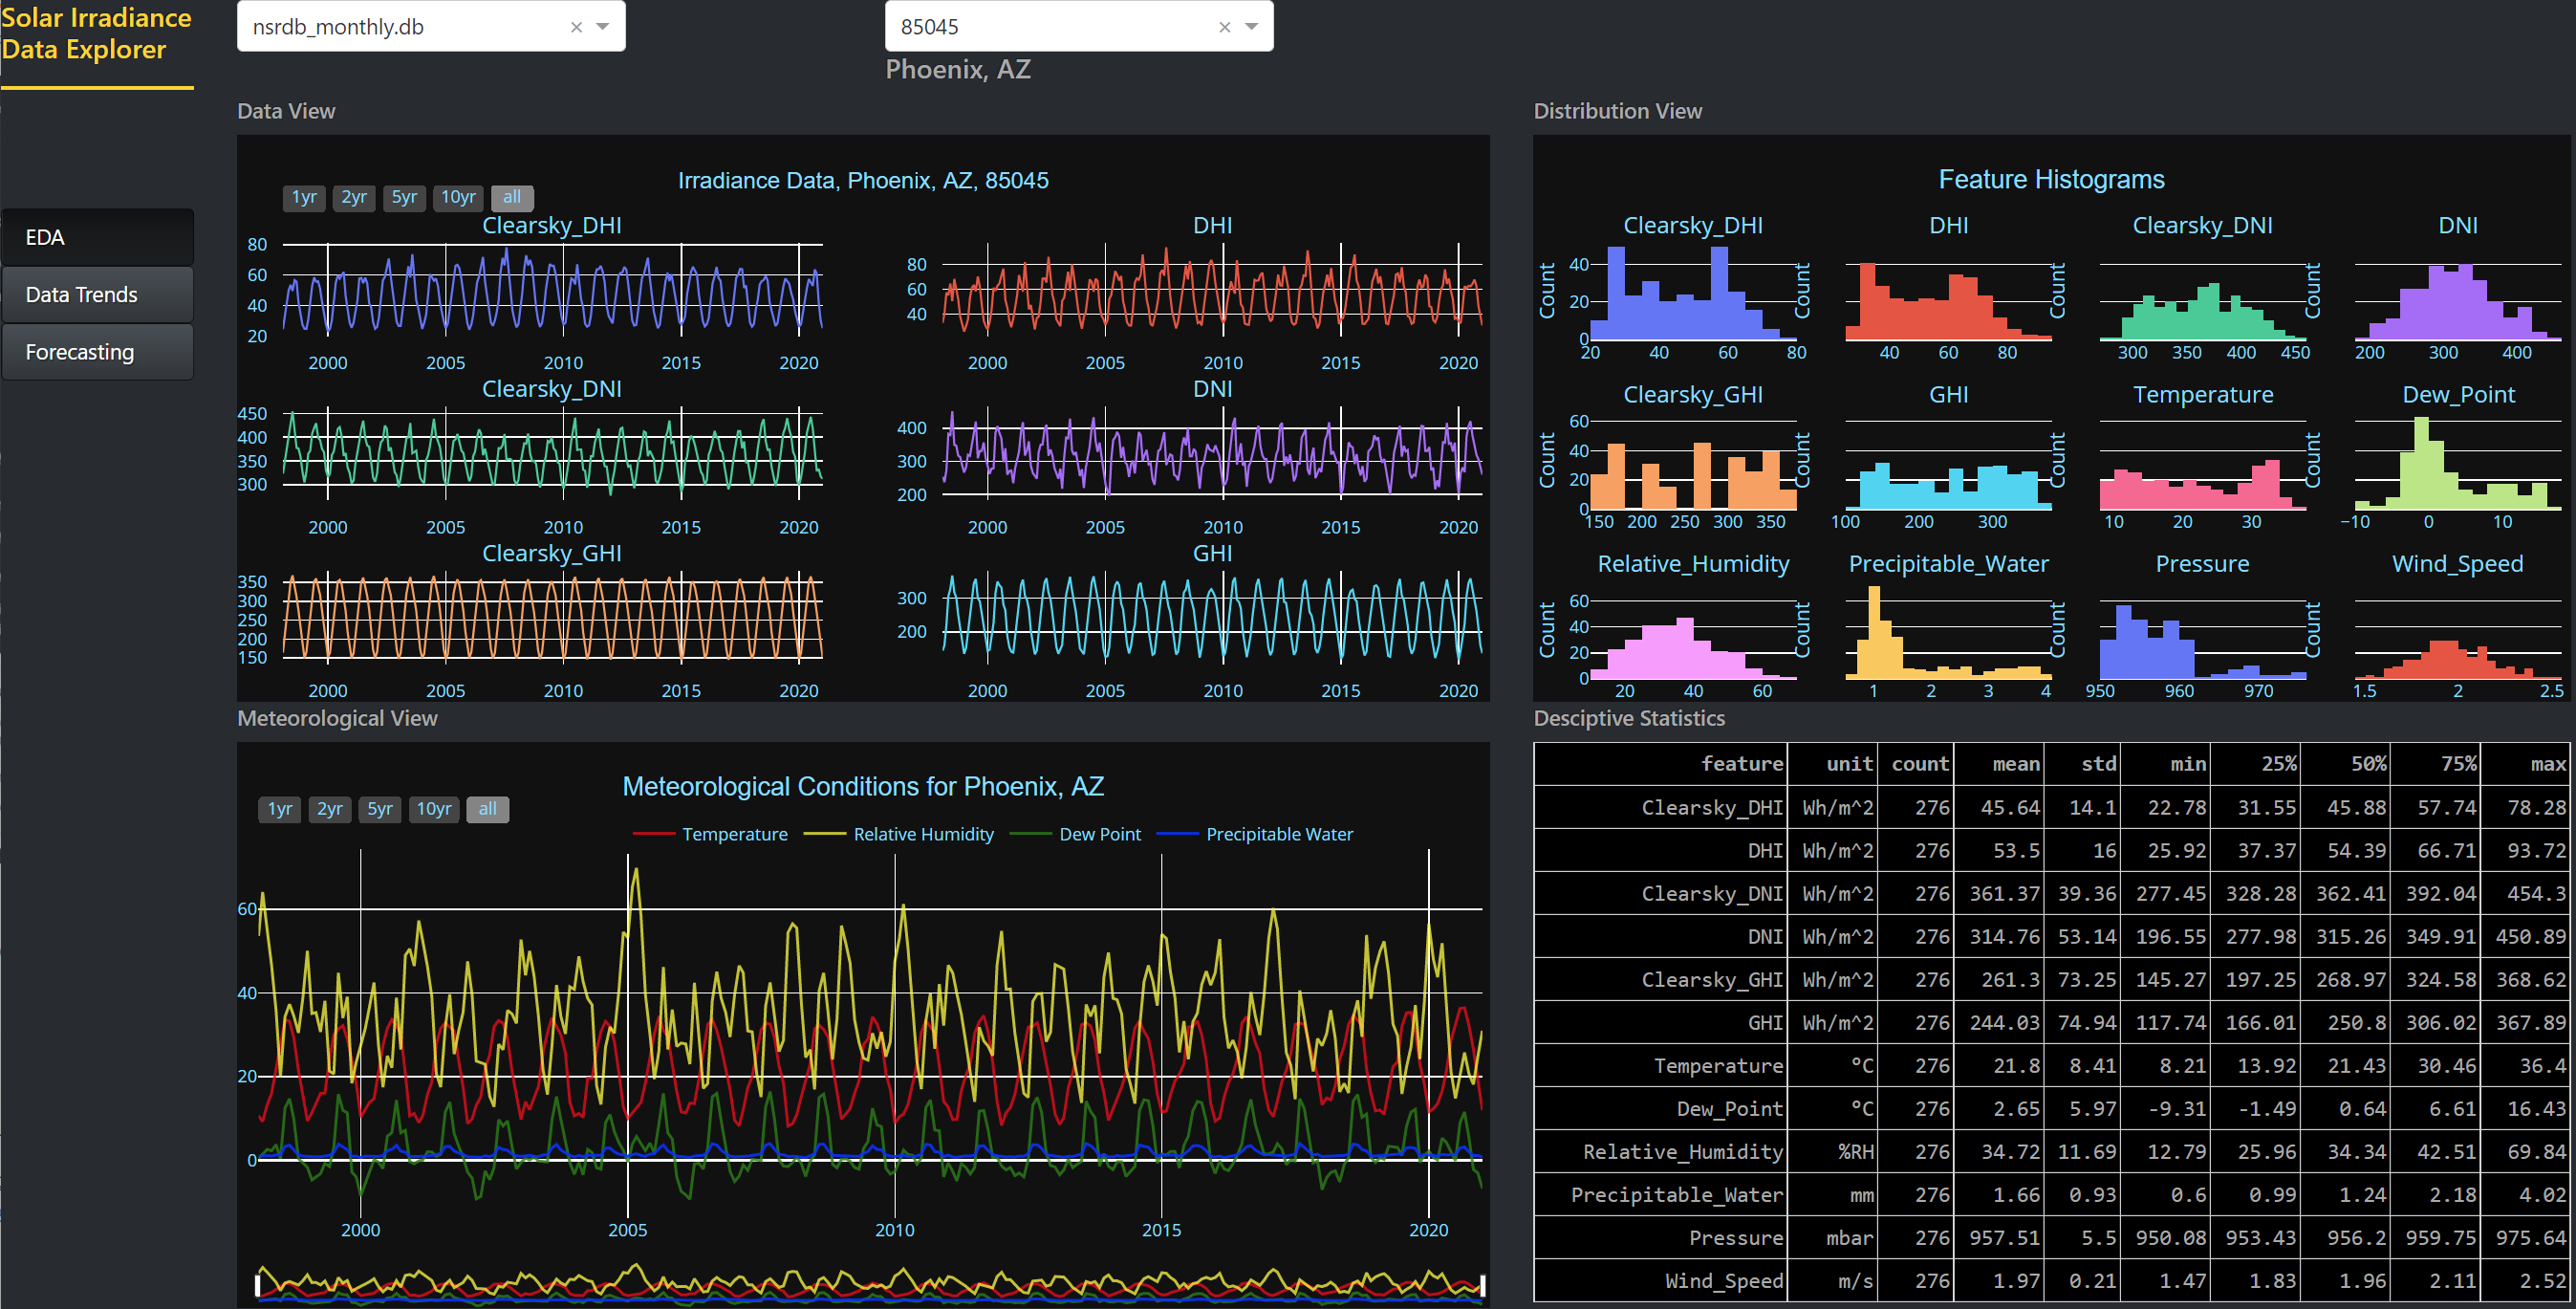 Solar Irradiance
Data Explorer
nsrdb_monthly.db × 85045 ×
Phoenix, AZ
EDA
Data Trends
Forecasting
Data View
Irradiance Data, Phoenix, AZ, 85045
1yr 2yr 5yr 10yr all
Clearsky_DHI DHI
80
60
40
20
80
60
40
2000 2005 2010 2015 2020 2000 2005 2010 2015 2020
Clearsky_DNI DNI
450
400
350
300
400
300
200
2000 2005 2010 2015 2020 2000 2005 2010 2015 2020
Clearsky_GHI GHI
350
300
250
200
150
300
200
2000 2005 2010 2015 2020 2000 2005 2010 2015 2020
Distribution View
Feature Histograms
Clearsky_DHI DHI Clearsky_DNI DNI
Count Count Count Count
40
20
0
20 40 60 80 40 60 80 300 350 400 450 200 300 400
Clearsky_GHI GHI Temperature Dew_Point
Count Count Count Count
60
40
20
0
150 200 250 300 350 100 200 300 10 20 30 −10 0 10
Relative_Humidity Precipitable_Water Pressure Wind_Speed
Count Count Count Count
60
40
20
0
20 40 60 1 2 3 4 950 960 970 1.5 2 2.5
Meteorological View
Meteorological Conditions for Phoenix, AZ
1yr 2yr 5yr 10yr all
Temperature Relative Humidity Dew Point Precipitable Water
60
40
20
0
2000 2005 2010 2015 2020
Desciptive Statistics
feature unit count mean std min 25% 50% 75% max
Clearsky_DHI Wh/m^2 276 45.64 14.1 22.78 31.55 45.88 57.74 78.28
DHI Wh/m^2 276 53.5 16 25.92 37.37 54.39 66.71 93.72
Clearsky_DNI Wh/m^2 276 361.37 39.36 277.45 328.28 362.41 392.04 454.3
DNI Wh/m^2 276 314.76 53.14 196.55 277.98 315.26 349.91 450.89
Clearsky_GHI Wh/m^2 276 261.3 73.25 145.27 197.25 268.97 324.58 368.62
GHI Wh/m^2 276 244.03 74.94 117.74 166.01 250.8 306.02 367.89
Temperature °C 276 21.8 8.41 8.21 13.92 21.43 30.46 36.4
Dew_Point °C 276 2.65 5.97 -9.31 -1.49 0.64 6.61 16.43
Relative_Humidity %RH 276 34.72 11.69 12.79 25.96 34.34 42.51 69.84
Precipitable_Water mm 276 1.66 0.93 0.6 0.99 1.24 2.18 4.02
Pressure mbar 276 957.51 5.5 950.08 953.43 956.2 959.75 975.64
Wind_Speed m/s 276 1.97 0.21 1.47 1.83 1.96 2.11 2.52